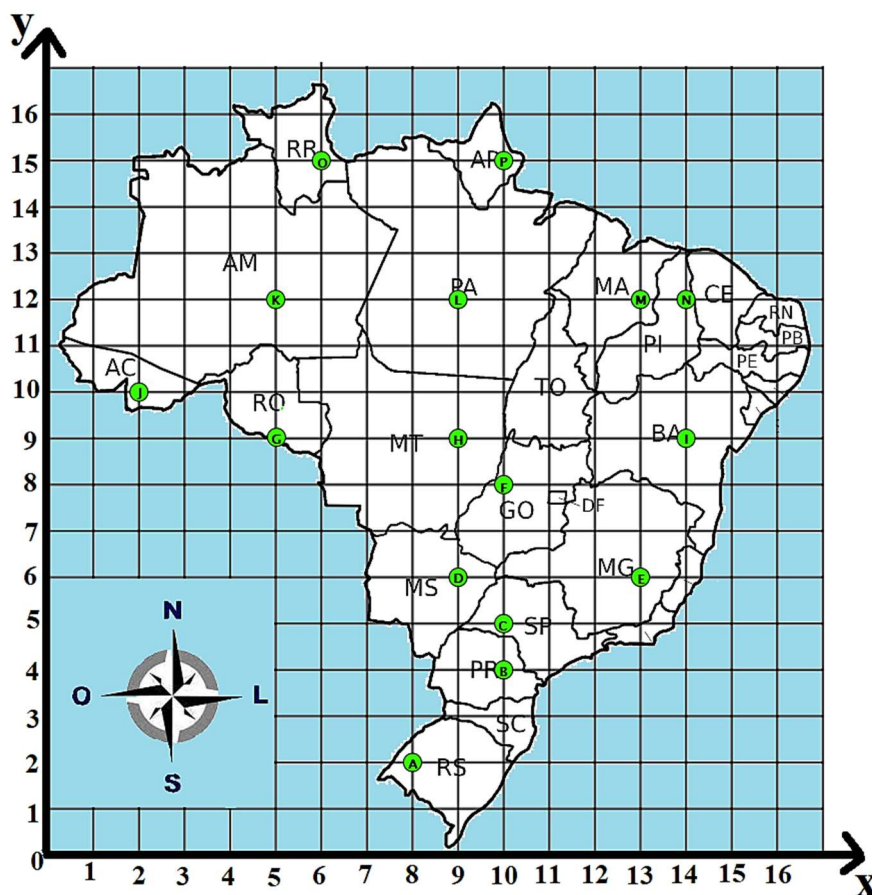 y
16
15
14
13
12
11
10
9
8
7
6
5
4
3
2
1
0
RR O
AP P
AM
K
PA
L
MA
M
N
CE
RN
PB
PE
PI
AC
J
RO
G
TO
MT H
BA I
F
GO
DF
MS D
MG E
C SP
PR B
SC
A RS
N
O L
S
1 2 3 4 5 6 7 8 9 10 11 12 13 14 15 16
x